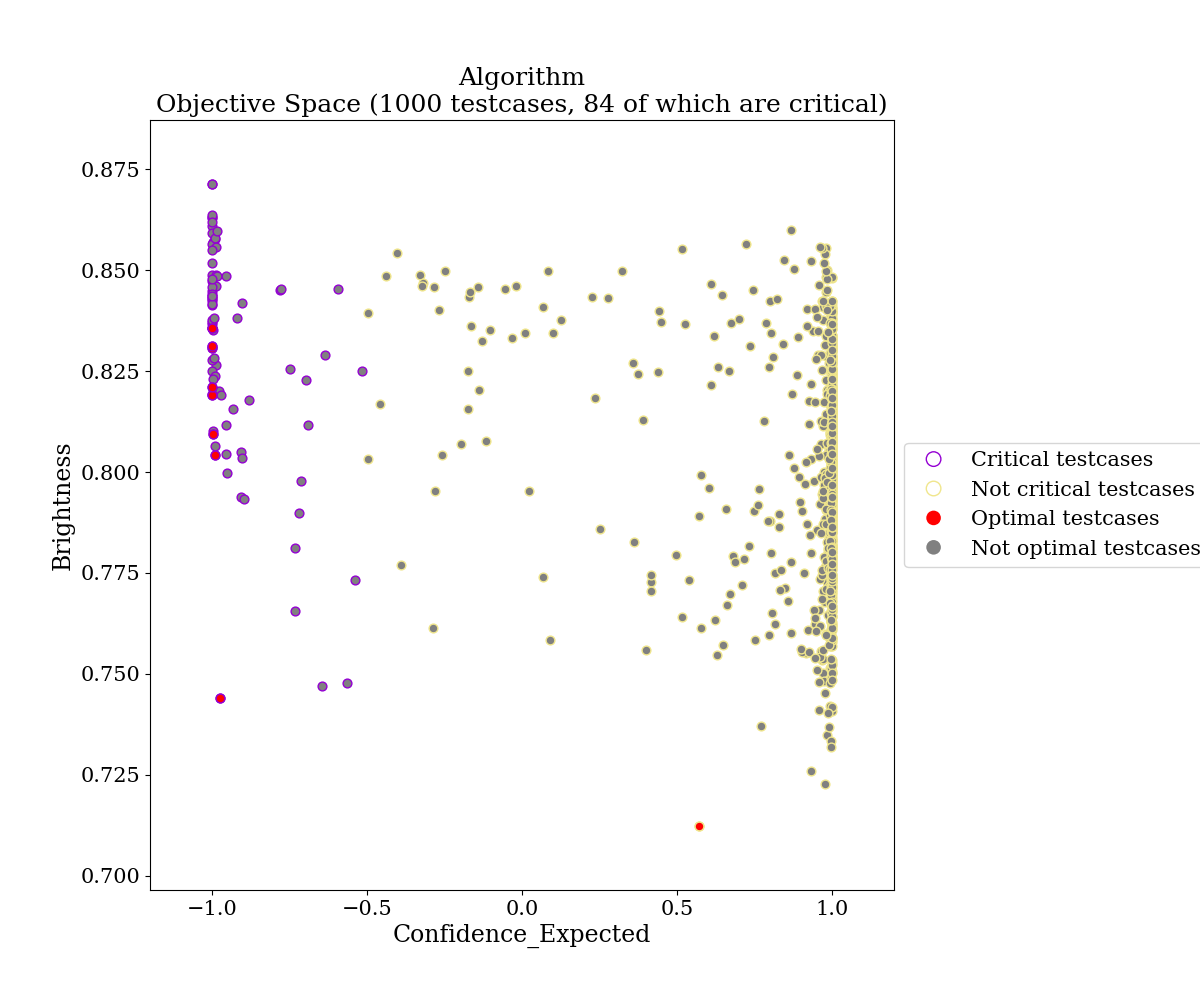 Algorithm
Objective Space (1000 testcases, 84 of which are critical)
0.875
0.850
0.825
0.800
0.775
0.750
0.725
0.700
Brightness
−1.0
−0.5
0.0
0.5
1.0
Confidence_Expected
Critical testcases
Not critical testcases
Optimal testcases
Not optimal testcases